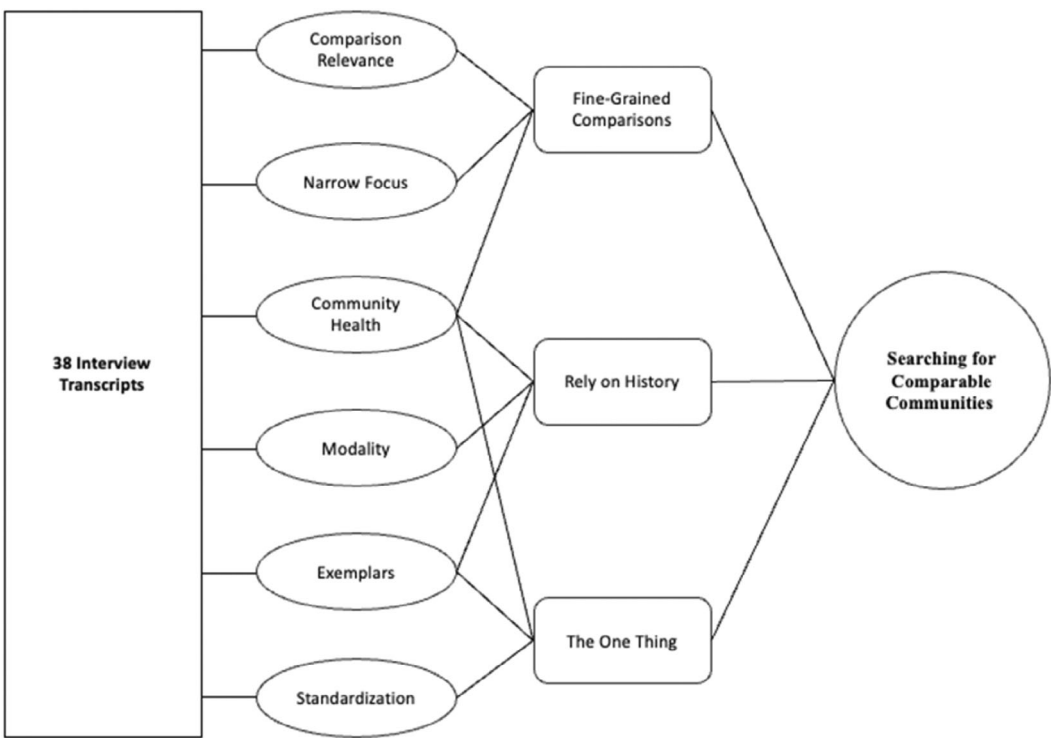 38 Interview
Transcripts
Comparison
Relevance
Narrow Focus
Community
Health
Modality
Exemplars
Standardization
Fine-Grained
Comparisons
Rely on History
The One Thing
Searching for
Comparable
Communities